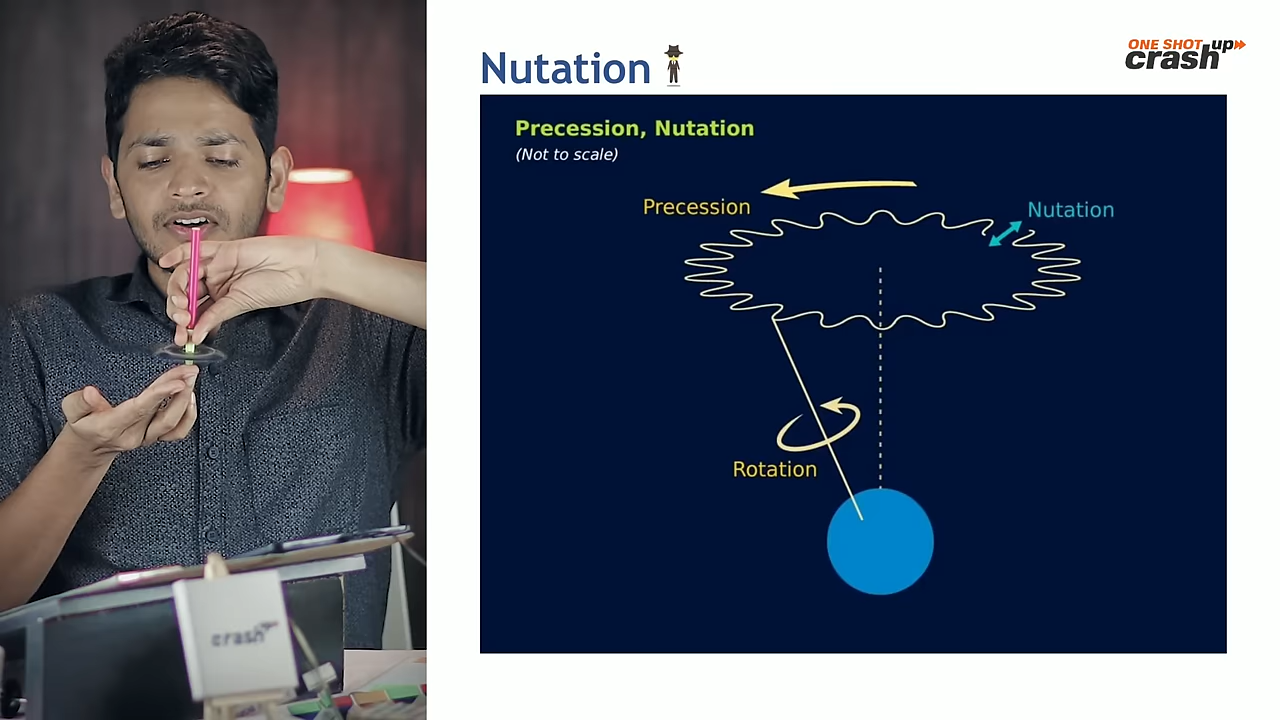 Nutation
ONE SHOT
crash up
Precession, Nutation
(Not to scale)
Precession
Nutation
Rotation
crash